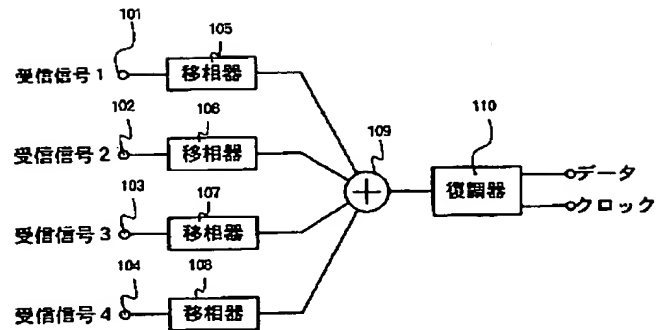 101
105
受信信号1
移相器
102
106
受信信号2
移相器
109
110
103
107
受信信号3
移相器
復調器
データ
クロック
104
108
受信信号4
移相器